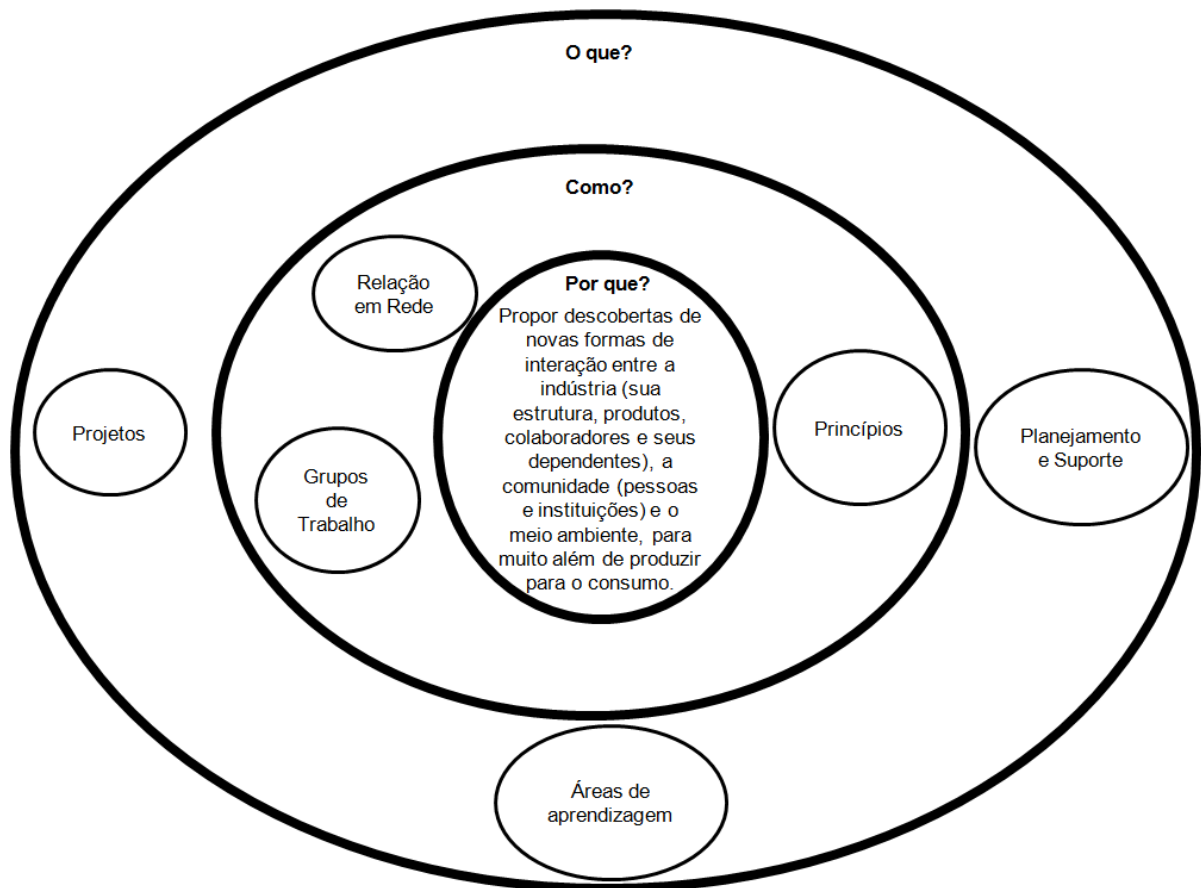 O que?
Como?
Relação
em Rede
Por que?
Propor descobertas de
novas formas de
interação entre a
indústria (sua
estrutura, produtos,
colaboradores e seus
dependentes), a
comunidade (pessoas
e instituições) e o
meio ambiente, para
muito além de produzir
para o consumo.
Projetos
Grupos
de
Trabalho
Princípios
Planejamento
e Suporte
Áreas de
aprendizagem